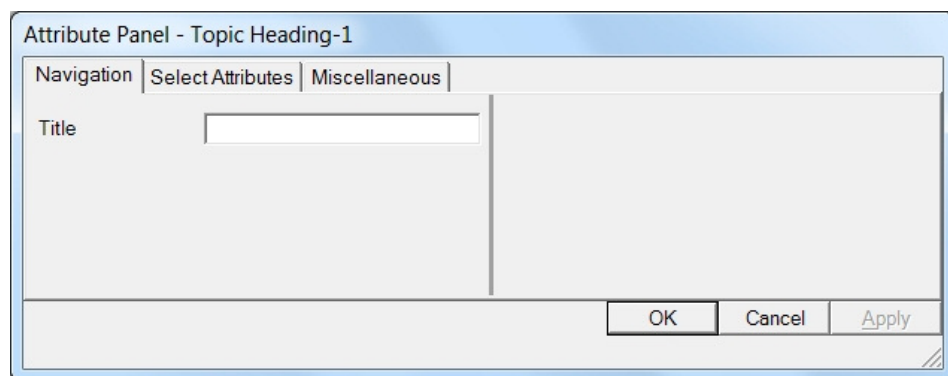 Attribute Panel - Topic Heading-1
Navigation Select Attributes Miscellaneous
Title
OK Cancel Apply